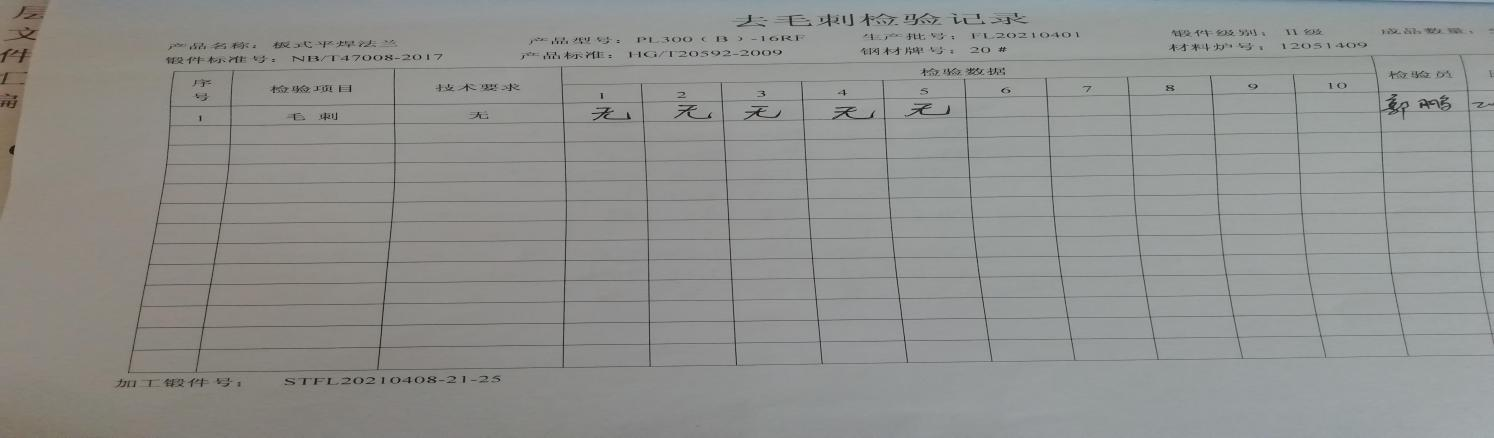 去毛刺检验记录
产品名称：板式平焊法兰 产品型号：PL300（B）-16RF 生产批号：FL20210401 锻件级别：II 级 成品数量：
锻件标准号：NB/T47008-2017 产品标准：HG/T20592-2009 钢材牌号：20＃ 材料炉号：12051409
序号 检验项目 技术要求 检验数据 检验员
1 2 3 4 5 6 7 8 9 10
1 毛 刺 无 无 无 无 无 无 郭鹏
加工锻件号： STFL20210408-21-25
层
文
件
汇